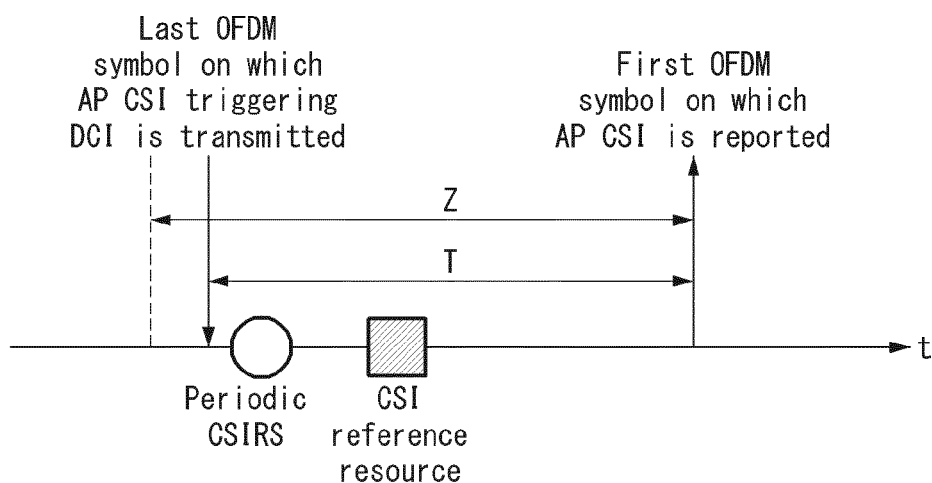 Last OFDM
symbol on which
AP CSI triggering
DCI is transmitted
First OFDM
symbol on which
AP CSI is reported
Z
T
t
Periodic
CSIRS
CSI
reference
resource